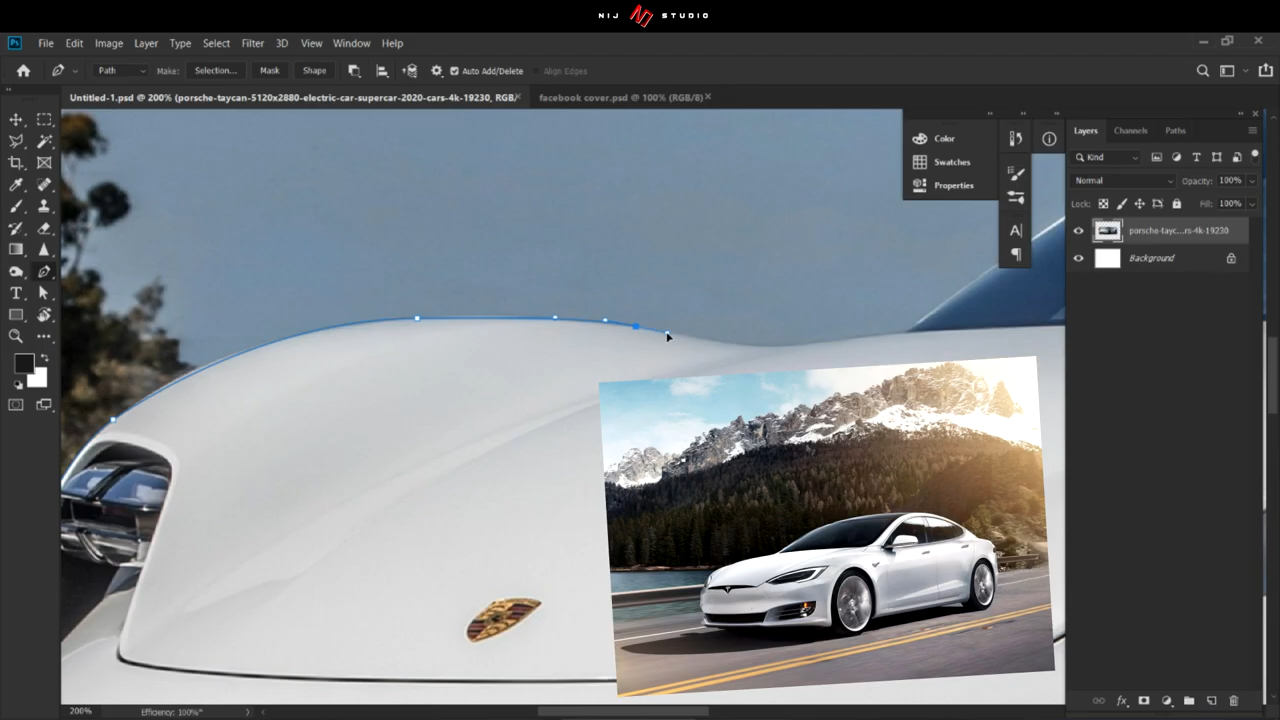 NIJ STUDIO
File Edit Image Layer Type Select Filter 3D View Window Help
Path Make: Selection... Mask Shape Auto Add/Delete Align Edges
Untitled-1.psd @ 200% (porsche-taycan-5120x2880-electric-car-supercar-2020-cars-4k-19230, RGB/ facebook cover.psd @ 100% (RGB/8)
Color
Swatches
Properties
Layers Channels Paths
Kind
Normal Opacity: 100%
Lock: Fill: 100%
porsche-tayc...rs-4k-19230
Background
200% Efficiency: 100%*